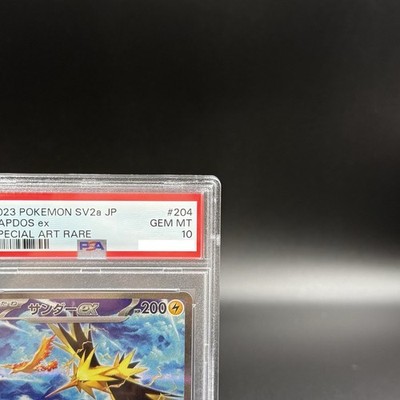 023 POKEMON SV2a JP #204
APDOS ex GEM MT
PECIAL ART RARE PSA 10
サンダーex HP200